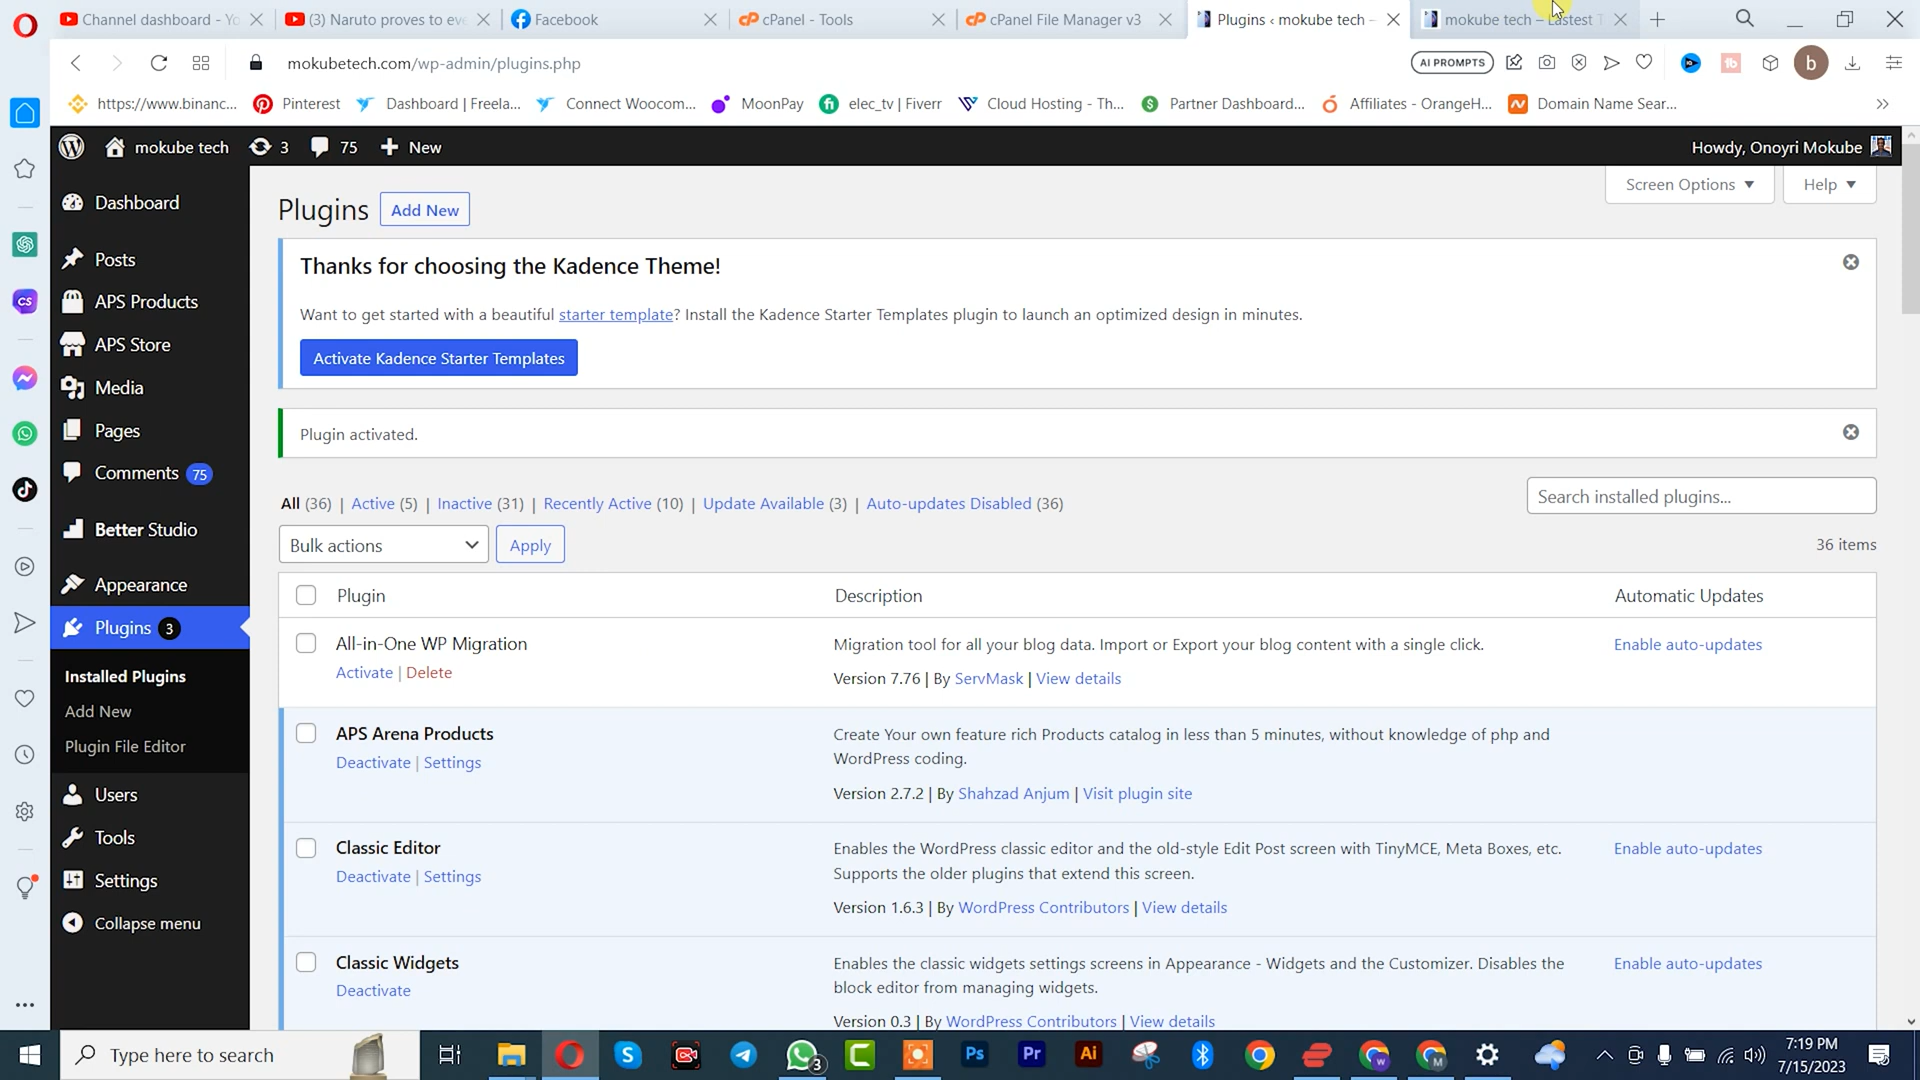 Channel dashboard - Yo
(3) Naruto proves to eve
Facebook
cPanel - Tools
cPanel File Manager v3
Plugins ‹ mokube tech –
mokube tech – Lastest T
mokubetech.com/wp-admin/plugins.php
AI PROMPTS
b
https://www.binanc...
Pinterest
Dashboard | Freela...
Connect Woocom...
MoonPay
elec_tv | Fiverr
Cloud Hosting - Th...
Partner Dashboard...
Affiliates - OrangeH...
Domain Name Sear...
mokube tech
3
75
New
Howdy, Onoyri Mokube
Dashboard
Posts
APS Products
APS Store
Media
Pages
Comments 75
Better Studio
Appearance
Plugins 3
Installed Plugins
Add New
Plugin File Editor
Users
Tools
Settings
Collapse menu
CS
Screen Options
Help
Plugins
Add New
Thanks for choosing the Kadence Theme!
Want to get started with a beautiful starter template? Install the Kadence Starter Templates plugin to launch an optimized design in minutes.
Activate Kadence Starter Templates
Plugin activated.
All (36) | Active (5) | Inactive (31) | Recently Active (10) | Update Available (3) | Auto-updates Disabled (36)
Search installed plugins...
Bulk actions
Apply
36 items
Plugin
Description
Automatic Updates
All-in-One WP Migration
Activate | Delete
Migration tool for all your blog data. Import or Export your blog content with a single click.
Version 7.76 | By ServMask | View details
Enable auto-updates
APS Arena Products
Deactivate | Settings
Create Your own feature rich Products catalog in less than 5 minutes, without knowledge of php and
WordPress coding.
Version 2.7.2 | By Shahzad Anjum | Visit plugin site
Classic Editor
Deactivate | Settings
Enables the WordPress classic editor and the old-style Edit Post screen with TinyMCE, Meta Boxes, etc.
Supports the older plugins that extend this screen.
Version 1.6.3 | By WordPress Contributors | View details
Enable auto-updates
Classic Widgets
Deactivate
Enables the classic widgets settings screens in Appearance - Widgets and the Customizer. Disables the
block editor from managing widgets.
Version 0.3 | By WordPress Contributors | View details
Enable auto-updates
Type here to search
3
Ps
Pr
Ai
7:19 PM
7/15/2023